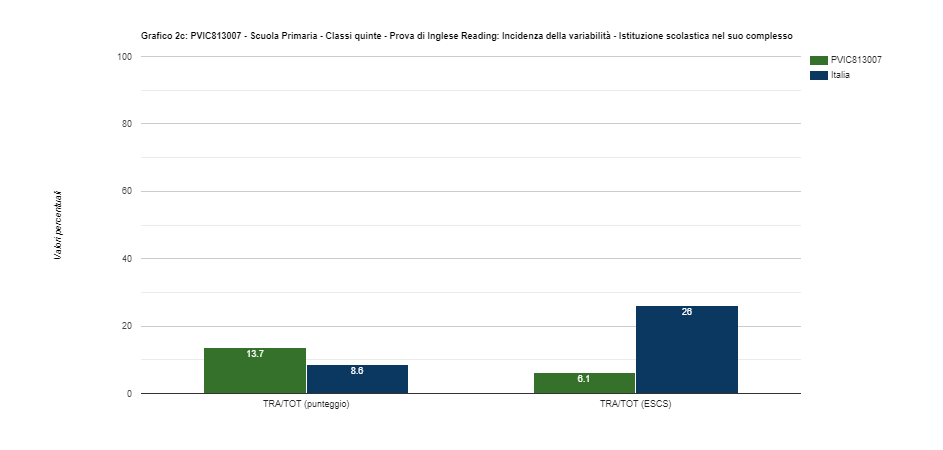 Grafico 2c: PVIC813007 - Scuola Primaria - Classi quinte - Prova di Inglese Reading: Incidenza della variabilità - Istituzione scolastica nel suo complesso
PVIC813007
Italia
Valori percentuali
100
80
60
40
20
0
13.7
8.6
6.1
26
TRA/TOT (punteggio)
TRA/TOT (ESCS)